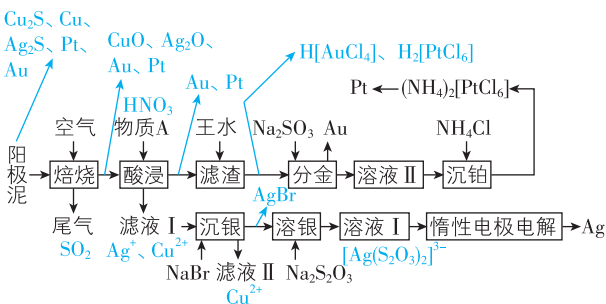 Cu₂S、Cu、
Ag₂S、Pt、
Au
CuO、Ag₂O、
Au、Pt
HNO₃
Au、Pt
H[AuCl₄]、H₂[PtCl₆]
Pt (NH₄)₂[PtCl₆]
空气 物质A 王水 Na₂SO₃ Au NH₄Cl
阳极泥 焙烧 酸浸 滤渣 分金 溶液Ⅱ 沉铂
AgBr
尾气 滤液Ⅰ 沉银 溶银 溶液Ⅰ 惰性电极电解 Ag
SO₂ Ag⁺、Cu²⁺ [Ag(S₂O₃)₂]³⁻
NaBr 滤液Ⅱ Na₂S₂O₃
Cu²⁺